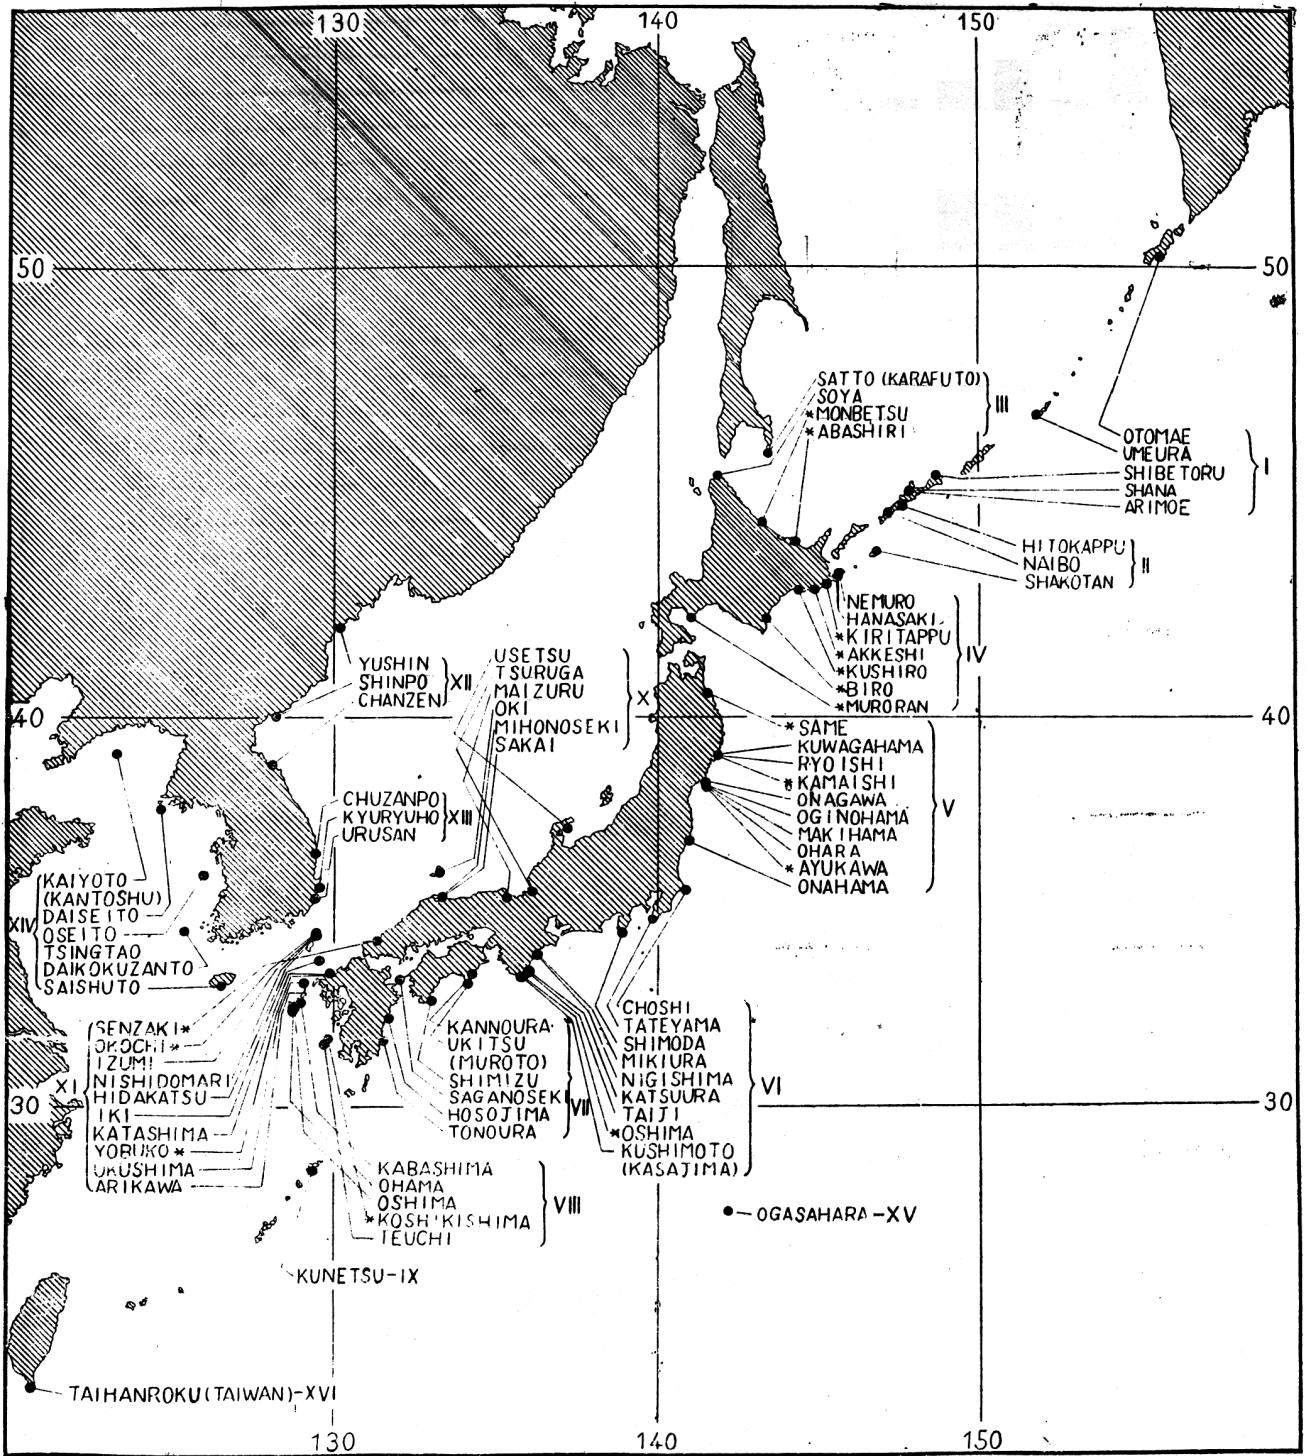 130
140
150
50
50
SATTO (KARAFUTO)
SOYA
*MONBETSU
*ABASHIRI
III
OTOMAE
UMEURA
SHIBETORU
SHANA
ARIMOE
I
HITOKAPPU
NAIBO
SHAKOTAN
II
NEMURO
HANASAKI
*KIRITAPPU
*AKKESHI
*KUSHIRO
*BIRO
*MURORAN
IV
YUSHIN
SHINPO
CHANZEN
XII
USETSU
TSURUGA
MAIZURU
OKI
MIHONOSEKI
SAKAI
X
40
40
*SAME
KUWAGAHAMA
RYOISHI
*KAMAISHI
ONAGAWA
OGINOHAMA
MAKIHAMA
OHARA
*AYUKAWA
ONAHAMA
V
CHUZANPO
KYURYUHO
URUSAN
XIII
KAIYOTO
(KANTOSHU)
DAISEITO
OSEITO
TSINGTAO
DAIKOKUZANTO
SAISHUTO
XIV
SENZAKI*
OKOCHI*
IZUMI
NISHIDOMARI
HIDAKATSU
IKI
KATASHIMA
YOBUKO*
UKUSHIMA
ARIKAWA
XI
KANNOURA
UKITSU
(MUROTO)
SHIMIZU
SAGANOSEKI
HOSOJIMA
TONOURA
VII
CHOSHI
TATEYAMA
SHIMODA
MIKIURA
NIGISHIMA
KATSUURA
TAIJI
*OSHIMA
KUSHIMOTO
(KASAJIMA)
VI
30
30
KABASHIMA
OHAMA
OSHIMA
*KOSHIKISHIMA
TEUCHI
VIII
OGASAHARA-XV
KUNETSU-IX
TAIHANROKU(TAIWAN)-XVI
130
140
150